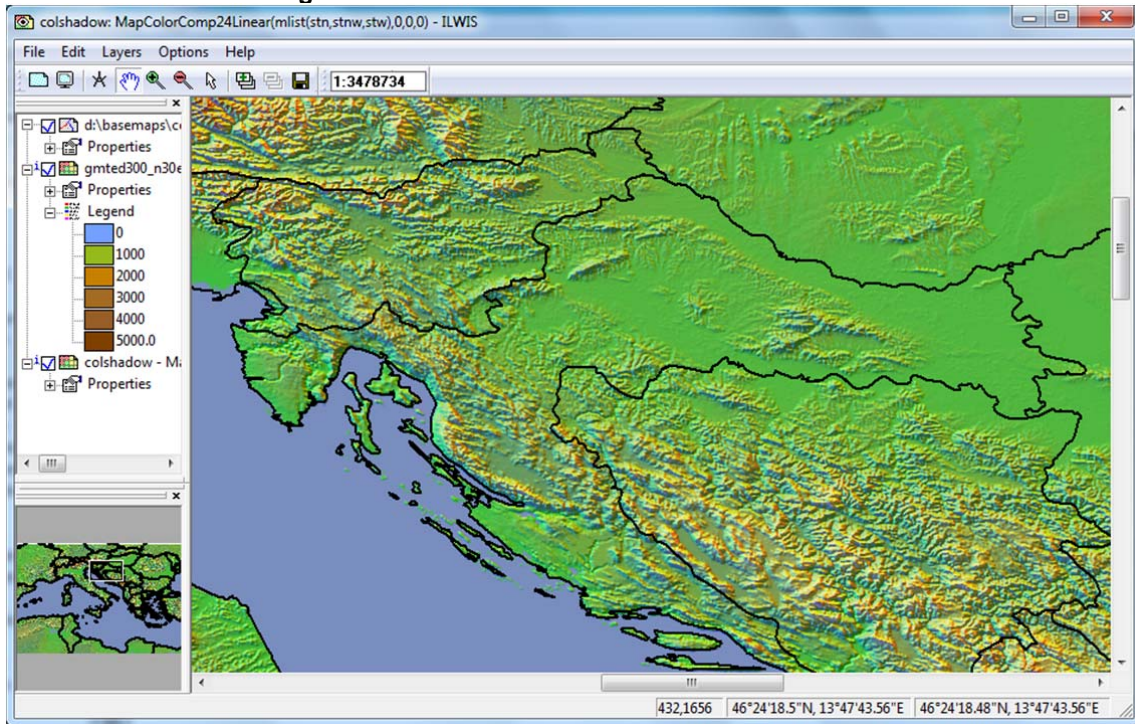 colshadow: MapColorComp24Linear(mlist(stn,stnw,stw),0,0,0) - ILWIS
File Edit Layers Options Help
1:3478734
d:\basemaps\c
Properties
gmted300_n30e
Properties
Legend
0
1000
2000
3000
4000
5000.0
colshadow - M
Properties
432,1656 46°24'18.5"N, 13°47'43.56"E 46°24'18.48"N, 13°47'43.56"E